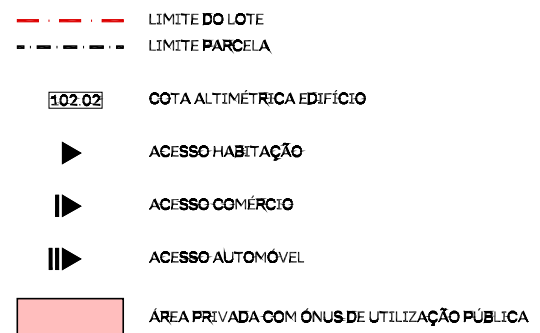 LIMITE DO LOTE
LIMITE PARCELA
102.02 COTA ALTIMÉTRICA EDIFÍCIO
ACESSO HABITAÇÃO
ACESSO COMÉRCIO
ACESSO AUTOMÓVEL
ÁREA PRIVADA COM ÓNUS DE UTILIZAÇÃO PÚBLICA